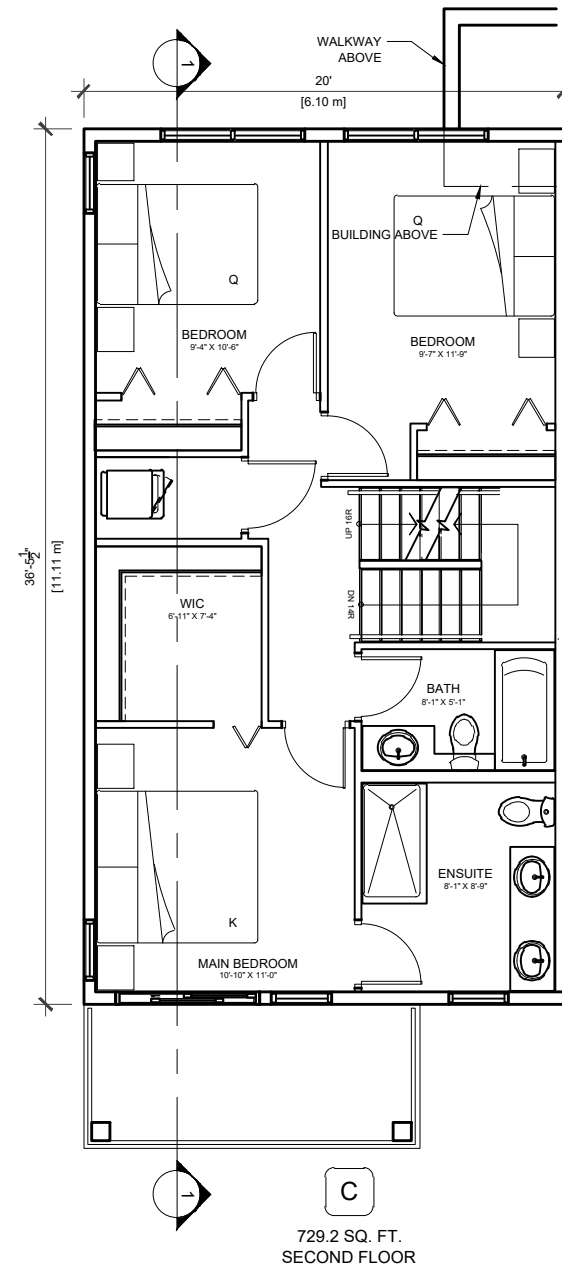 WALKWAY
ABOVE
1
20'
[6.10 m]
Q
BUILDING ABOVE
Q
BEDROOM
9'-4" X 10'-6"
BEDROOM
9'-7" X 11'-9"
UP 16R
36'-5 1/2"
[11.11 m]
DN 14R
WIC
6'-11" X 7'-4"
BATH
8'-1" X 5'-1"
ENSUITE
8'-1" X 8'-9"
K
MAIN BEDROOM
10'-10" X 11'-0"
1
C
729.2 SQ. FT.
SECOND FLOOR